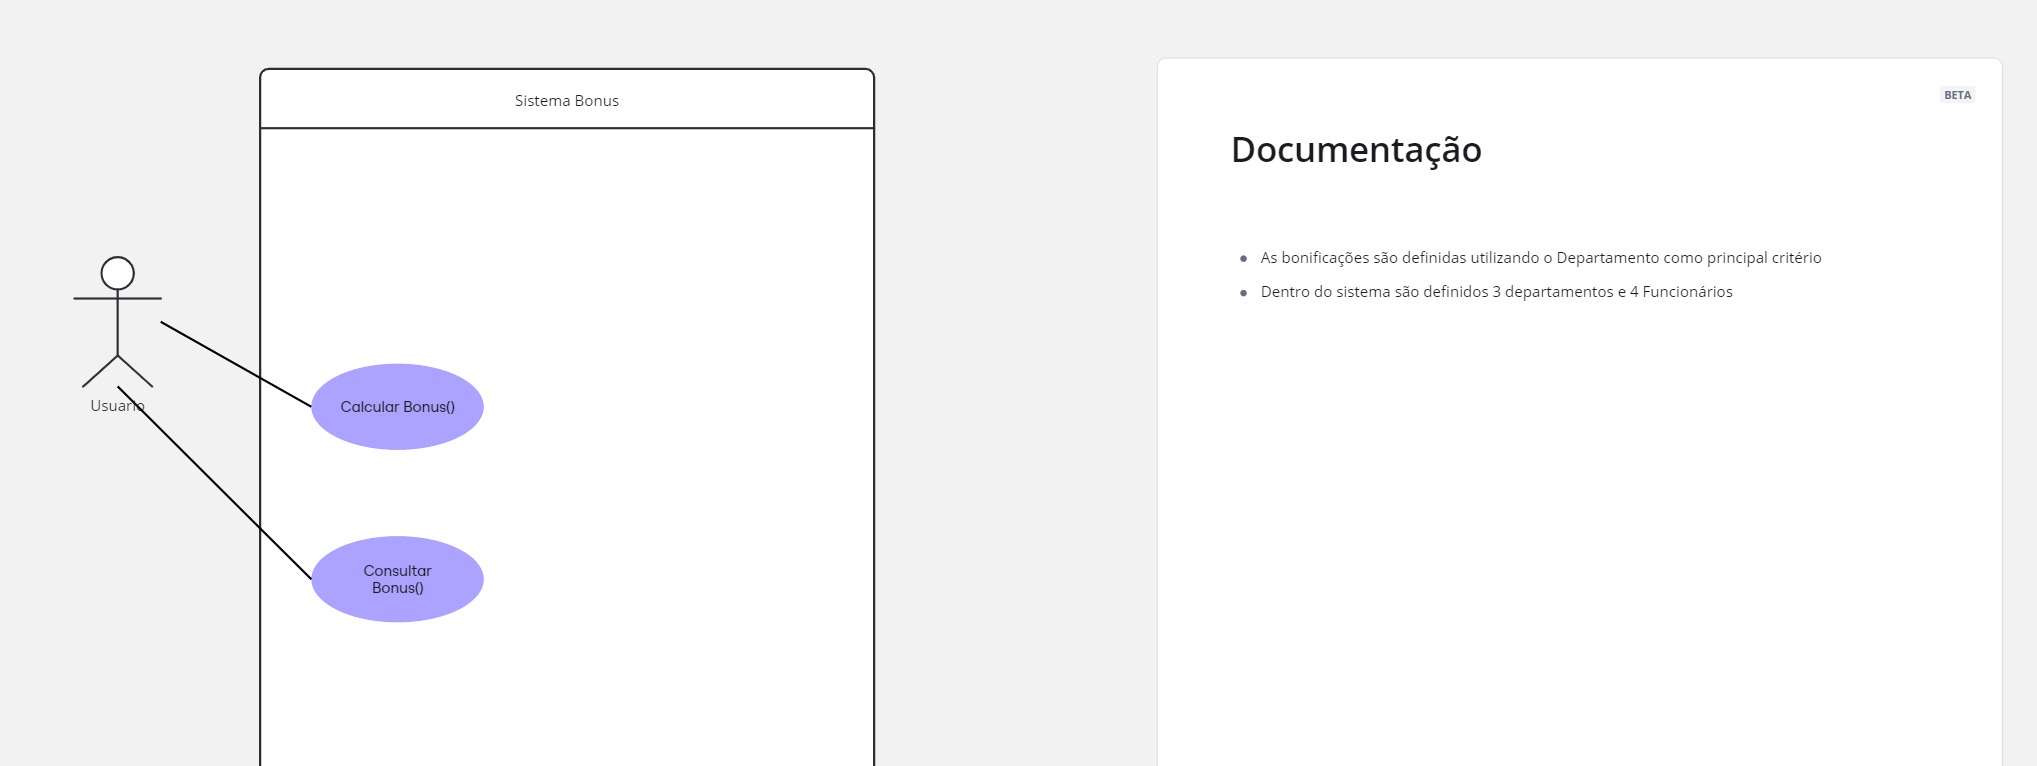 Sistema Bonus
Usuario
Calcular Bonus()
Consultar
Bonus()
BETA
Documentação
As bonificações são definidas utilizando o Departamento como principal critério
Dentro do sistema são definidos 3 departamentos e 4 Funcionários